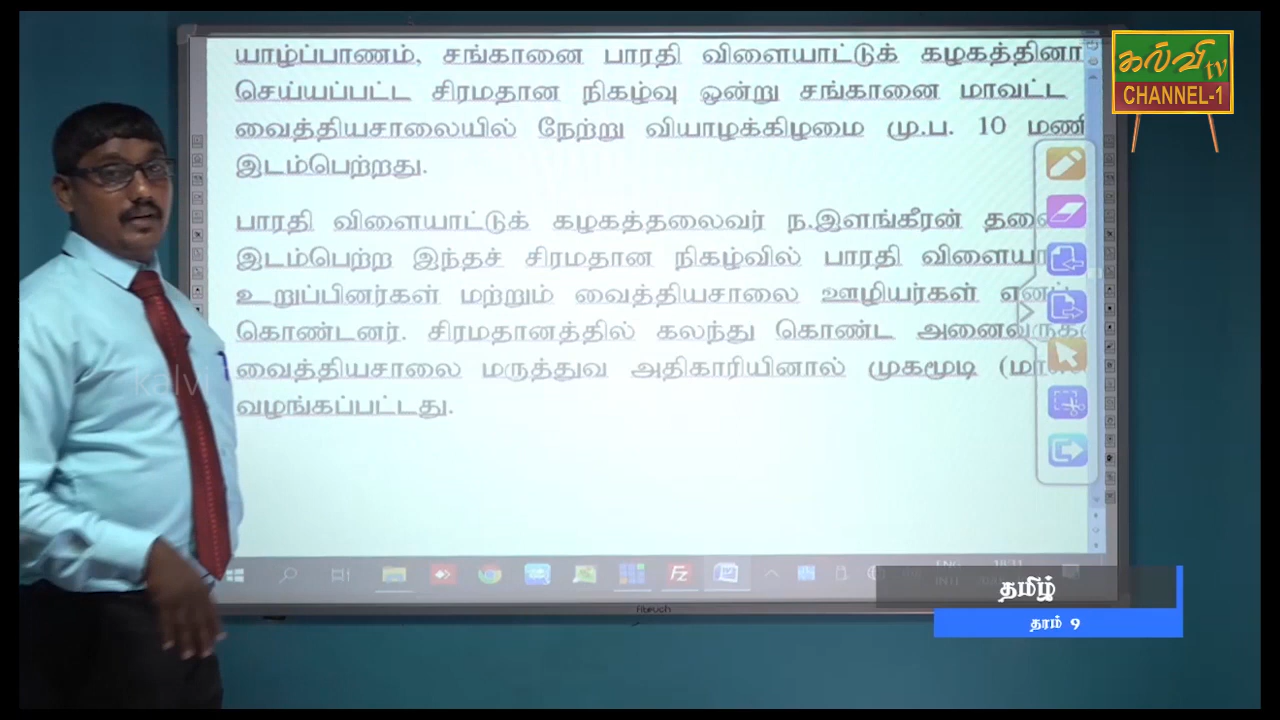 யாழ்ப்பாணம், சங்கானை பாரதி விளையாட்டுக் கழகத்தினா
செய்யப்பட்ட சிரமதான நிகழ்வு ஒன்று சங்கானை மாவட்ட
வைத்தியசாலையில் நேற்று வியாழக்கிழமை மு.ப. 10 மணி
இடம்பெற்றது.
பாரதி விளையாட்டுக் கழகத்தலைவர் ந.இளங்கீரன்
இடம்பெற்ற இந்தச் சிரமதான நிகழ்வில் பாரதி
உறுப்பினர்கள் மற்றும் வைத்தியசாலை ஊழியர்கள்
கொண்டனர். சிரமதானத்தில் கலந்து கொண்ட
வைத்தியசாலை மருத்துவ அதிகாரியினால் முகமூடி
வழங்கப்பட்டது.
கல்வி tv
CHANNEL-1
kalvi
தமிழ்
தரம் 9